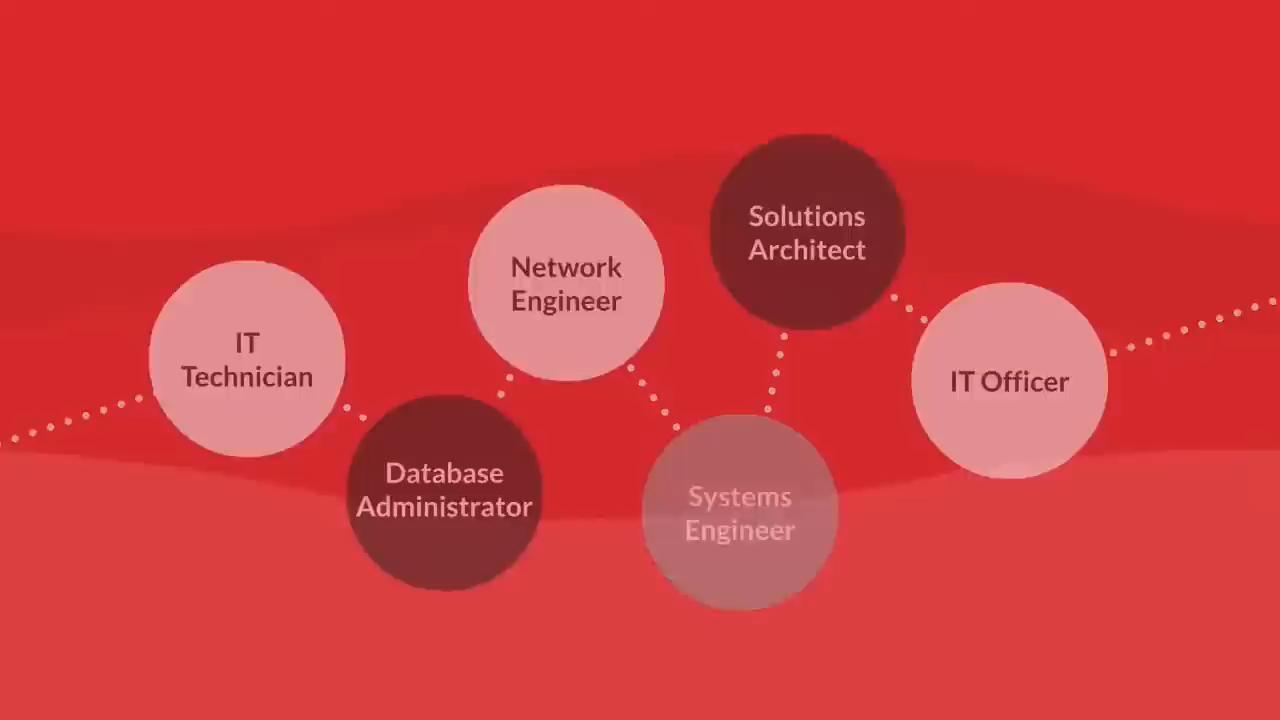 IT
Technician
Database
Administrator
Network
Engineer
Systems
Engineer
Solutions
Architect
IT Officer